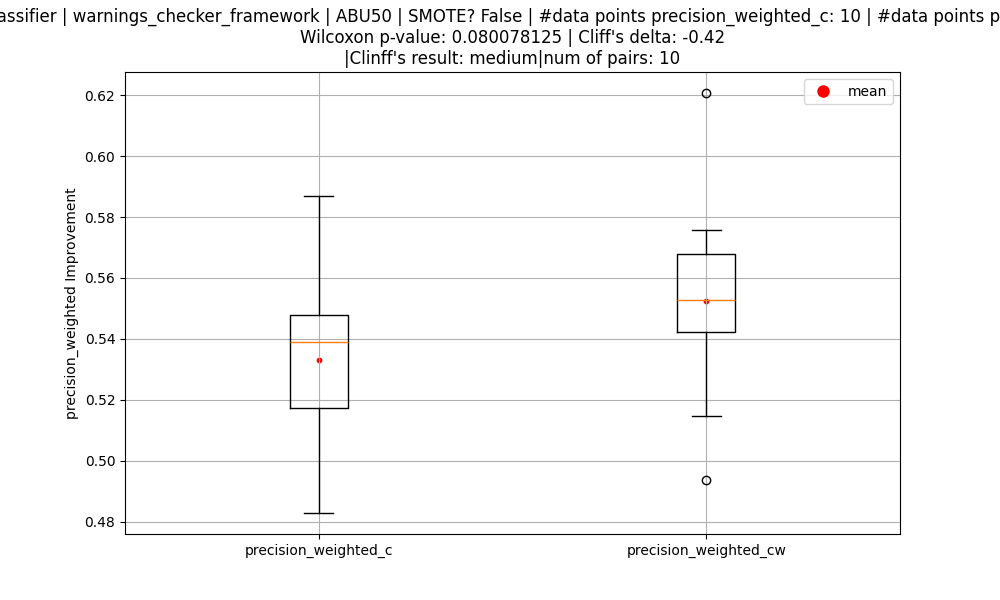 assifier | warnings_checker_framework | ABU50 | SMOTE? False | #data points precision_weighted_c: 10 | #data points p
Wilcoxon p-value: 0.080078125 | Cliff's delta: -0.42
|Clinff's result: medium|num of pairs: 10
mean
precision_weighted Improvement
0.62
0.60
0.58
0.56
0.54
0.52
0.50
0.48
precision_weighted_c
precision_weighted_cw